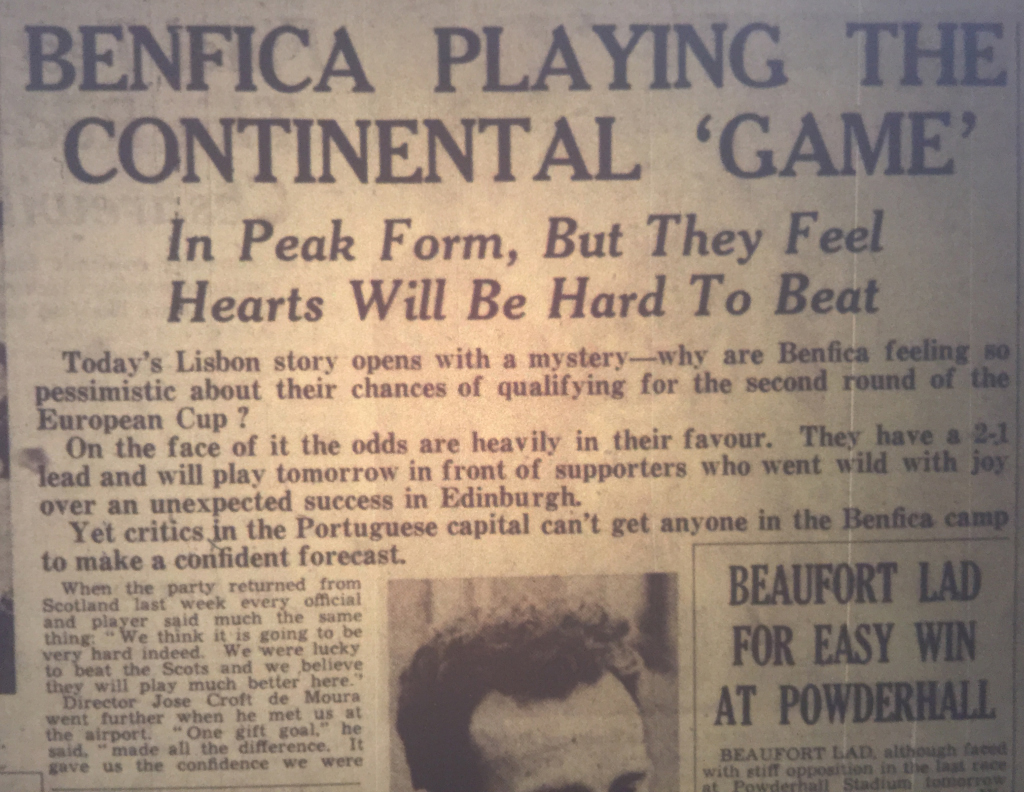 BENFICA PLAYING THE
CONTINENTAL 'GAME'
In Peak Form, But They Feel
Hearts Will Be Hard To Beat
Today's Lisbon story opens with a mystery—why are Benfica feeling so
pessimistic about their chances of qualifying for the second round of the
European Cup ?
On the face of it the odds are heavily in their favour. They have a 2-1
lead and will play tomorrow in front of supporters who went wild with joy
over an unexpected success in Edinburgh.
Yet critics in the Portuguese capital can't get anyone in the Benfica camp
to make a confident forecast.
When the party returned from
Scotland last week every official
and player said much the same
thing: "We think it is going to be
very hard indeed. We were lucky
to beat the Scots and we believe
they will play much better here."
Director Jose Croft de Moura
went further when he met us at
the airport. "One gift goal," he
said, "made all the difference. It
gave us the confidence we were
BEAUFORT LAD
FOR EASY WIN
AT POWDERHALL
BEAUFORT LAD, although faced
with stiff opposition in the last race
at Powderhall Stadium tomorrow